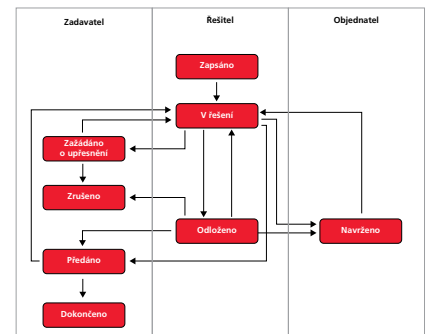 Zadavatel
Řešitel
Objednatel
Zapsáno
V řešení
Zažádáno
o upřesnění
Zrušeno
Odloženo
Navrženo
Předáno
Dokončeno